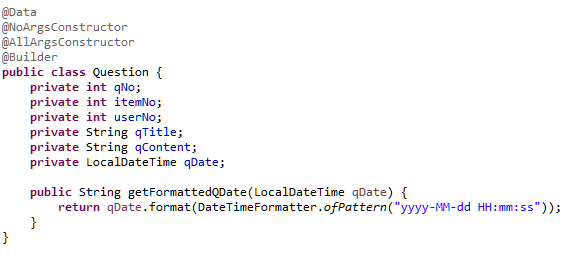 @Data
@NoArgsConstructor
@AllArgsConstructor
@Builder
public class Question {
    private int qNo;
    private int itemNo;
    private int userNo;
    private String qTitle;
    private String qContent;
    private LocalDateTime qDate;

    public String getFormattedQDate(LocalDateTime qDate) {
        return qDate.format(DateTimeFormatter.ofPattern("yyyy-MM-dd HH:mm:ss"));
    }
}